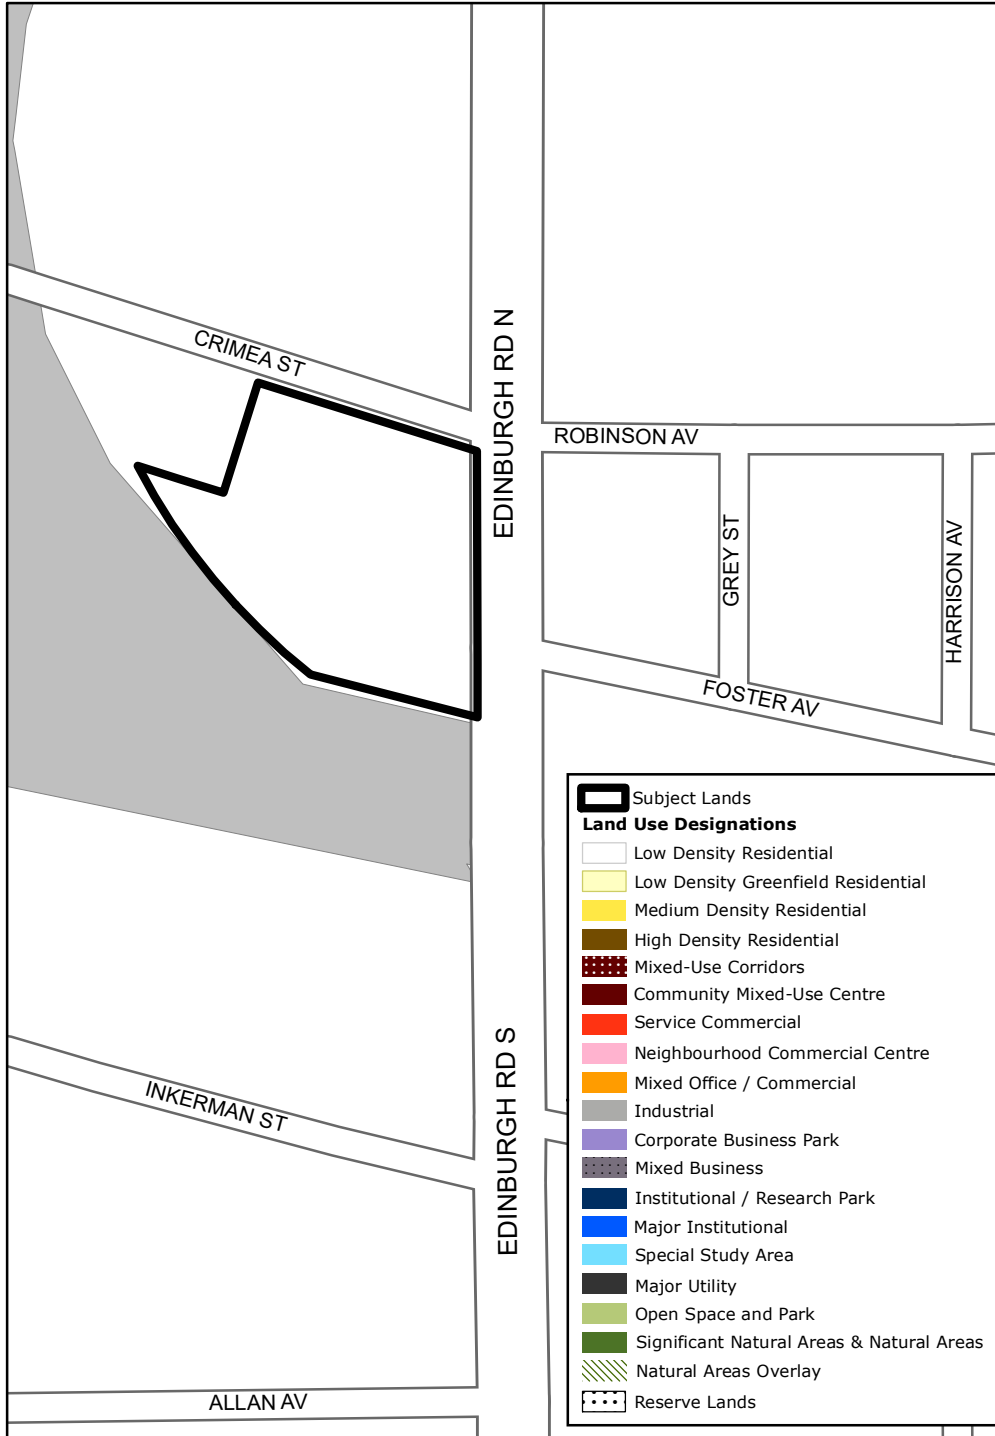 CRIMEA ST
EDINBURGH RD N
ROBINSON AV
GREY ST
HARRISON AV
FOSTER AV
Subject Lands
Land Use Designations
Low Density Residential
Low Density Greenfield Residential
Medium Density Residential
High Density Residential
Mixed-Use Corridors
Community Mixed-Use Centre
Service Commercial
Neighbourhood Commercial Centre
Mixed Office / Commercial
Industrial
Corporate Business Park
Mixed Business
Institutional / Research Park
Major Institutional
Special Study Area
Major Utility
Open Space and Park
Significant Natural Areas & Natural Areas
Natural Areas Overlay
Reserve Lands
INKERMAN ST
EDINBURGH RD S
ALLAN AV